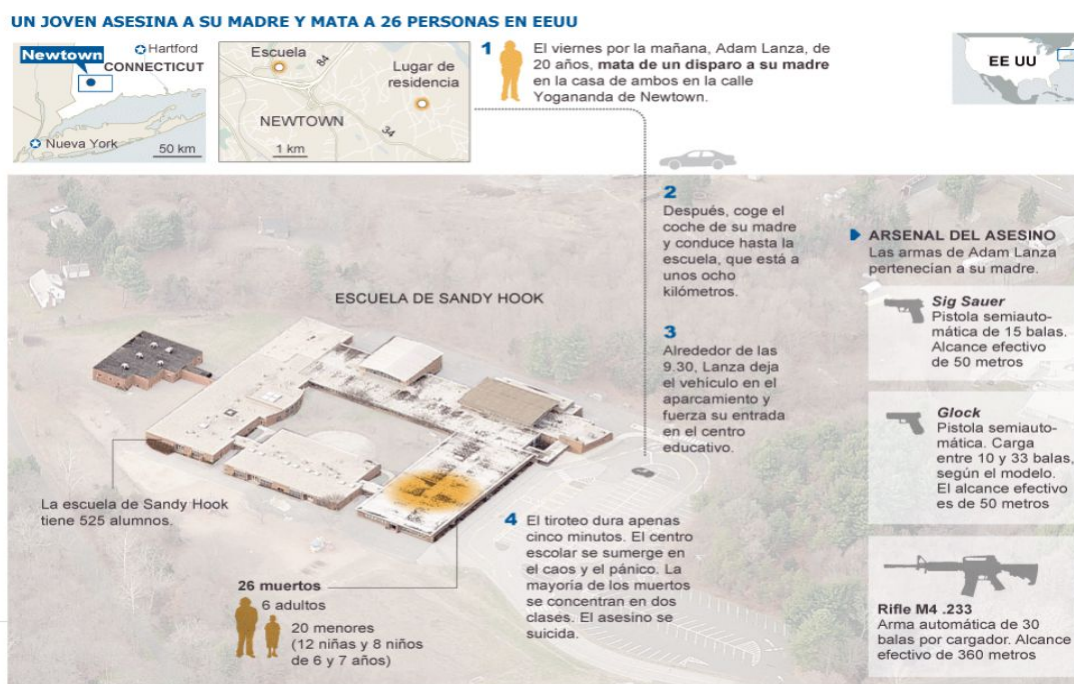 UN JOVEN ASESINA A SU MADRE Y MATA A 26 PERSONAS EN EEUU
Newtown
Hartford
CONNECTICUT
Nueva York
50 km
Escuela
84
Lugar de
residencia
NEWTOWN
34
1 km
1
El viernes por la mañana, Adam Lanza, de
20 años, mata de un disparo a su madre
en la casa de ambos en la calle
Yogananda de Newtown.
EE UU
2
Después, coge el
coche de su madre
y conduce hasta la
escuela, que está a
unos ocho
kilómetros.
3
Alrededor de las
9.30, Lanza deja
el vehículo en el
aparcamiento y
fuerza su entrada
en el centro
educativo.
ESCUELA DE SANDY HOOK
La escuela de Sandy Hook
tiene 525 alumnos.
26 muertos
6 adultos
20 menores
(12 niñas y 8 niños
de 6 y 7 años)
4
El tiroteo dura apenas
cinco minutos. El centro
escolar se sumerge en
el caos y el pánico. La
mayoría de los muertos
se concentran en dos
clases. El asesino se
suicida.
ARSENAL DEL ASESINO
Las armas de Adam Lanza
pertenecían a su madre.
Sig Sauer
Pistola semiauto-
mática de 15 balas.
Alcance efectivo
de 50 metros
Glock
Pistola semiauto-
mática. Carga
entre 10 y 33 balas,
según el modelo.
El alcance efectivo
es de 50 metros
Rifle M4 .233
Arma automática de 30
balas por cargador. Alcance
efectivo de 360 metros